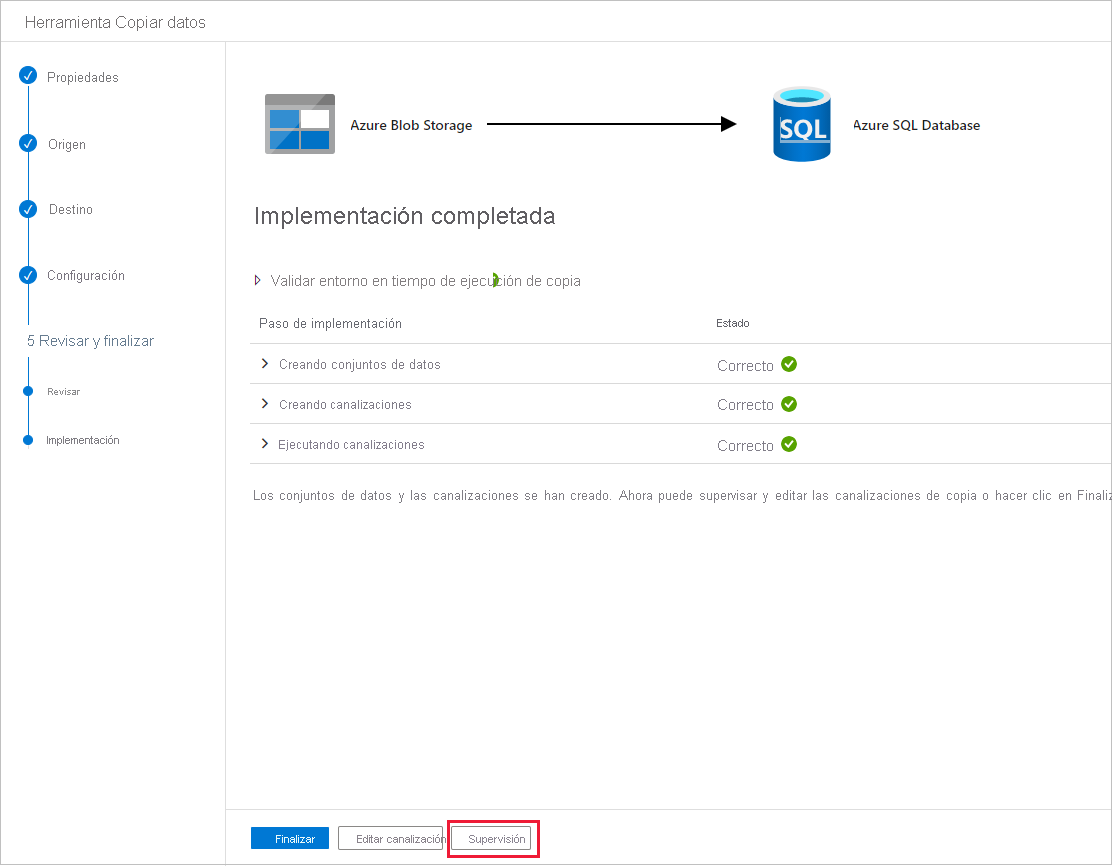 Herramienta Copiar datos
Propiedades
Origen
Destino
Configuración
5 Revisar y finalizar
Revisar
Implementación
Azure Blob Storage
SQL
Azure SQL Database
Implementación completada
Validar entorno en tiempo de ejecución de copia
Paso de implementación Estado
Creando conjuntos de datos Correcto
Creando canalizaciones Correcto
Ejecutando canalizaciones Correcto
Los conjuntos de datos y las canalizaciones se han creado. Ahora puede supervisar y editar las canalizaciones de copia o hacer clic en Finaliz
Finalizar Editar canalización Supervisión